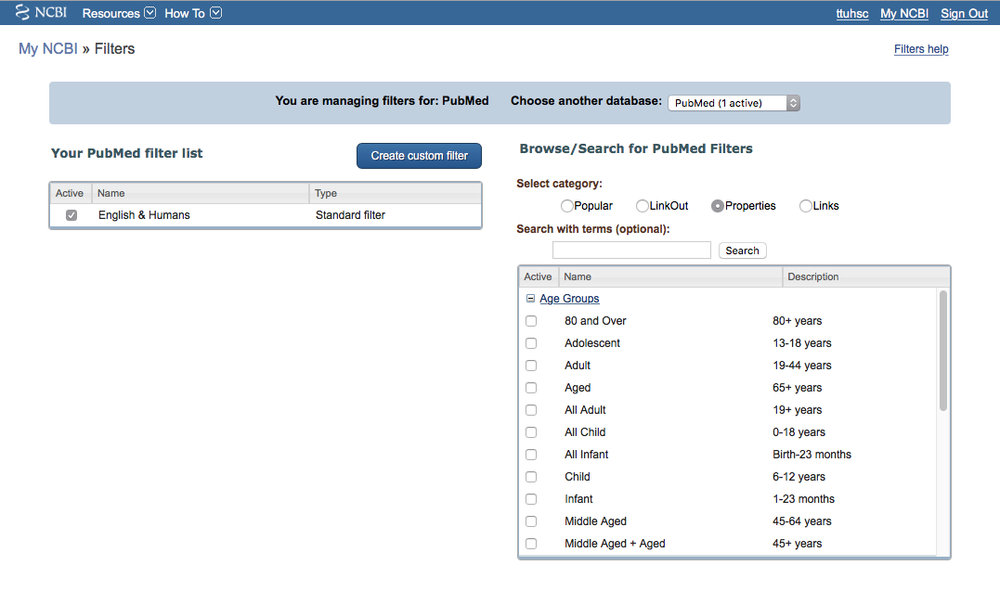 NCBI Resources How To ttuhsc My NCBI Sign Out
My NCBI » Filters Filters help
You are managing filters for: PubMed Choose another database: PubMed (1 active)
Your PubMed filter list Create custom filter
Active Name Type
English & Humans Standard filter
Browse/Search for PubMed Filters
Select category:
Popular LinkOut Properties Links
Search with terms (optional):
Search
Active Name Description
Age Groups
80 and Over 80+ years
Adolescent 13-18 years
Adult 19-44 years
Aged 65+ years
All Adult 19+ years
All Child 0-18 years
All Infant Birth-23 months
Child 6-12 years
Infant 1-23 months
Middle Aged 45-64 years
Middle Aged + Aged 45+ years